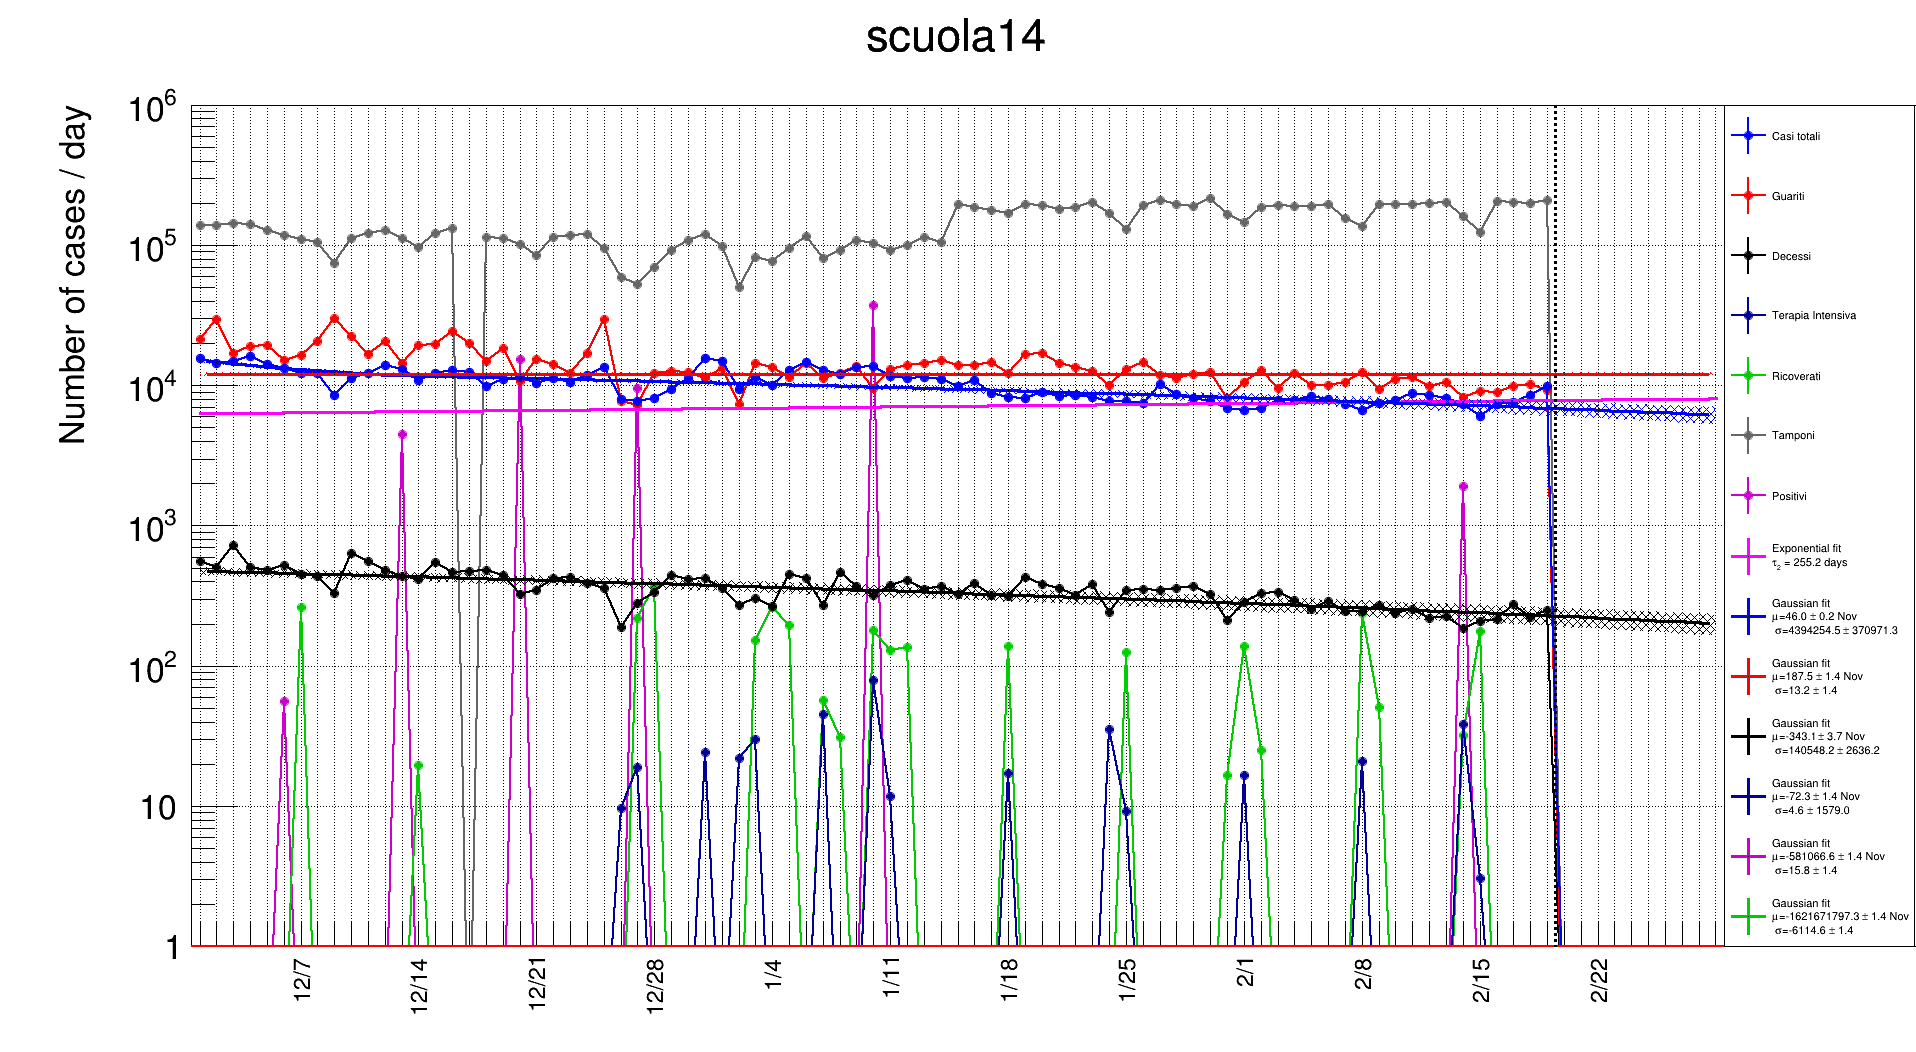 scuola14
Number of cases / day
10^6
10^5
10^4
10^3
10^2
10
1
12/7
12/14
12/21
12/28
1/4
1/11
1/18
1/25
2/1
2/8
2/15
2/22
Casi totali
Guariti
Decessi
Terapia Intensiva
Ricoverati
Tamponi
Positivi
Exponential fit
τ₂ = 255.2 days
Gaussian fit
μ=46.0 ± 0.2 Nov
σ=4394254.5 ± 370971.3
Gaussian fit
μ=187.5 ± 1.4 Nov
σ=13.2 ± 1.4
Gaussian fit
μ=-343.1 ± 3.7 Nov
σ=140548.2 ± 2636.2
Gaussian fit
μ=-72.3 ± 1.4 Nov
σ=4.6 ± 1579.0
Gaussian fit
μ=-581066.6 ± 1.4 Nov
σ=15.8 ± 1.4
Gaussian fit
μ=-1621671797.3 ± 1.4 Nov
σ=-6114.6 ± 1.4